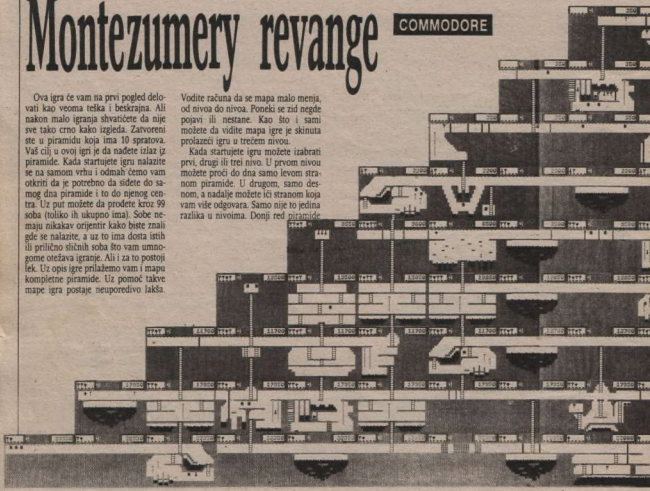 Montezumery revange
COMMODORE
Ova igra će vam na prvi pogled delo-
vati kao veoma teška i beskrajna. Ali
nakon malo igranja shvatićete da nije
sve tako crno kako izgleda. Zatvoreni
ste u piramidu koja ima 10 spratova.
Vaš cilj u ovoj igri je da nađete izlaz iz
piramide. Kada startujete igru nalazite
se na samom vrhu i odmah ćemo vam
otkriti da je potrebno da siđete do sa-
mog dna piramide i to do njenog cen-
tra. Uz put možete da prođete kroz 99
soba (toliko ih ukupno ima). Sobe ne-
maju nikakav orijentir kako biste znali
gde se nalazite, a uz to ima dosta istih
ili prilično sličnih soba što vam umno-
gome otežava igranje. Ali i za to postoji
lek. Uz opis igre prilažemo vam i mapu
kompletne piramide. Uz pomoć takve
mape igra postaje neuporedivo lakša.
Vodite računa da se mapa malo menja,
od nivoa do nivoa. Poneki se zid negde
pojavi ili nestane. Kao što i sami
možete da vidite mapa igre je skinuta
prolazeći igru u trećem nivou.
Kada startujete igru možete izabrati
prvi, drugi ili treći nivo. U prvom nivou
možete proći do dna samo levom stra-
nom piramide. U drugom, samo des-
nom, a nadalje možete ići stranom koja
vam više odgovara. Samo nije to jedina
razlika u nivoima. Donji red piramide